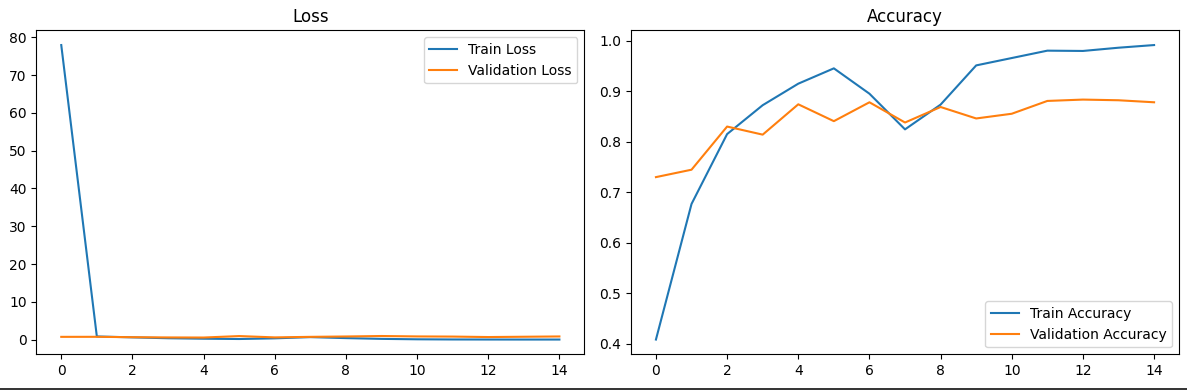 Loss
80
70
60
50
40
30
20
10
0
0 2 4 6 8 10 12 14
Train Loss
Validation Loss
Accuracy
1.0
0.9
0.8
0.7
0.6
0.5
0.4
0 2 4 6 8 10 12 14
Train Accuracy
Validation Accuracy